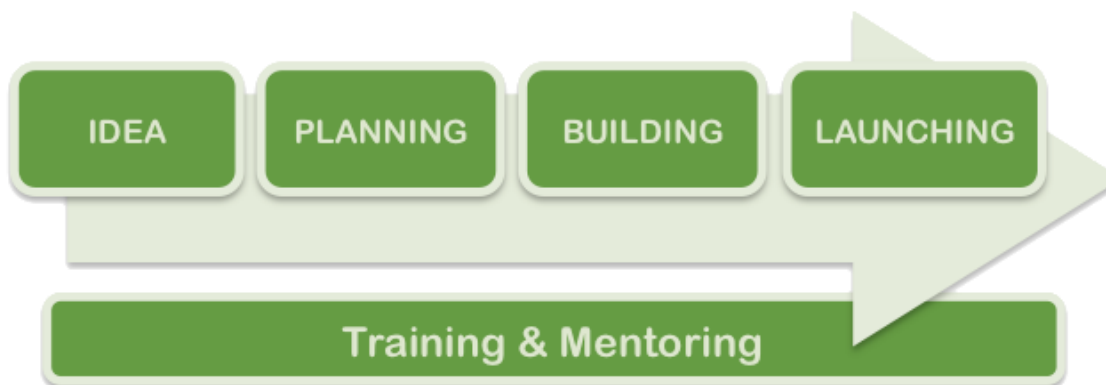 IDEA
PLANNING
BUILDING
LAUNCHING
Training & Mentoring